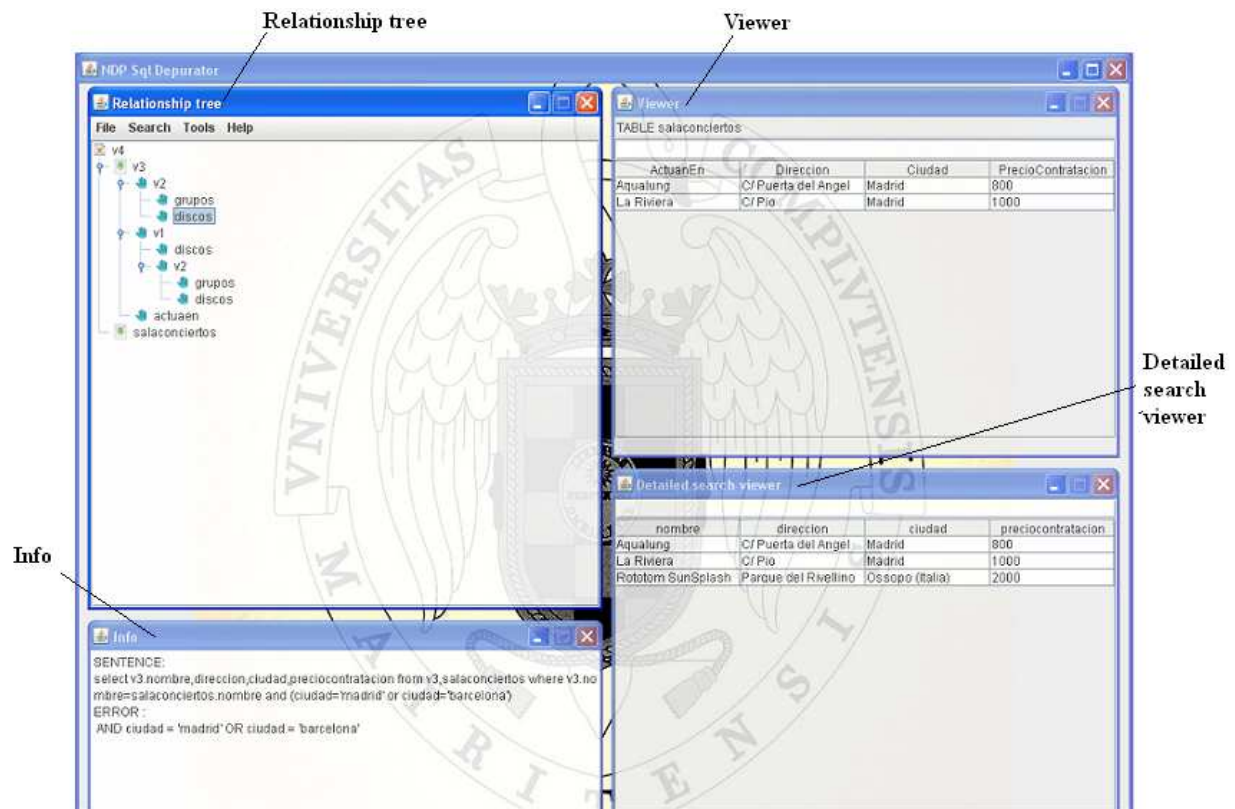 Relationship tree
Viewer
NDP Sql Depurator
Relationship tree
File Search Tools Help
v4
v3
v2
grupos
discos
v1
discos
v2
grupos
discos
actuaen
salaconciertos
Viewer
TABLE salaconciertos
ActuanEn Direccion Ciudad PrecioContratacion
Aqualung C/ Puerta del Angel Madrid 800
La Riviera C/ Pio Madrid 1000
Detailed
search
viewer
Detailed search viewer
nombre direccion ciudad preciocontratacion
Aqualung C/ Puerta del Angel Madrid 800
La Riviera C/ Pio Madrid 1000
Rototom SunSplash Parque del Rivellino Ossopo (Italia) 2000
Info
Info
SENTENCE:
select v3.nombre,direccion,ciudad,preciocontratacion from v3,salaconciertos where v3.no
mbre=salaconciertos.nombre and (ciudad='madrid' or ciudad='barcelona')
ERROR :
AND ciudad = 'madrid' OR ciudad = 'barcelona'
VNIVERSITAS COMPLVTENSIS